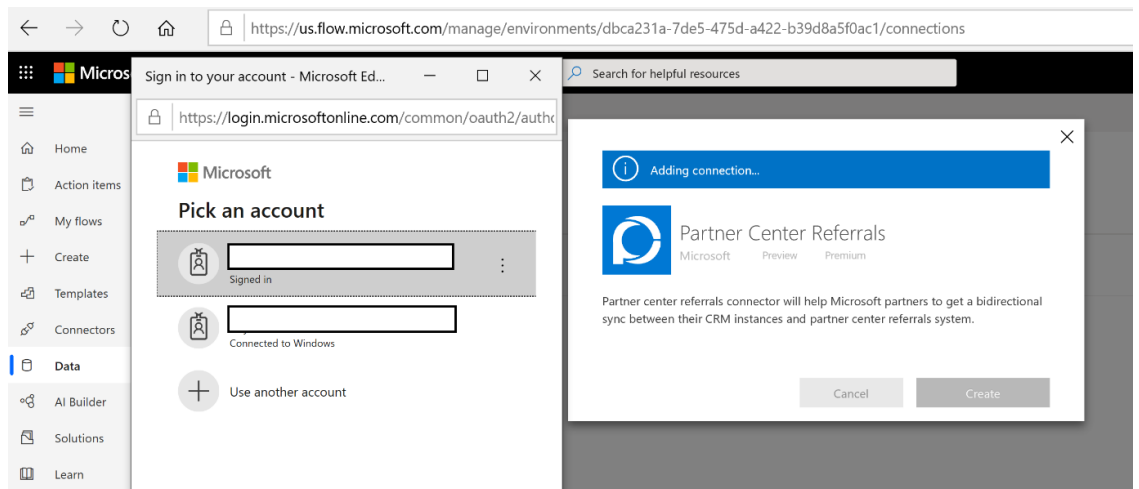 https://us.flow.microsoft.com/manage/environments/dbca231a-7de5-475d-a422-b39d8a5f0ac1/connections
Micros
Search for helpful resources
Sign in to your account - Microsoft Ed...
https://login.microsoftonline.com/common/oauth2/autho
Microsoft
Pick an account
Signed in
Connected to Windows
Use another account
Home
Action items
My flows
Create
Templates
Connectors
Data
AI Builder
Solutions
Learn
Adding connection...
Partner Center Referrals
Microsoft Preview Premium
Partner center referrals connector will help Microsoft partners to get a bidirectional
sync between their CRM instances and partner center referrals system.
Cancel Create